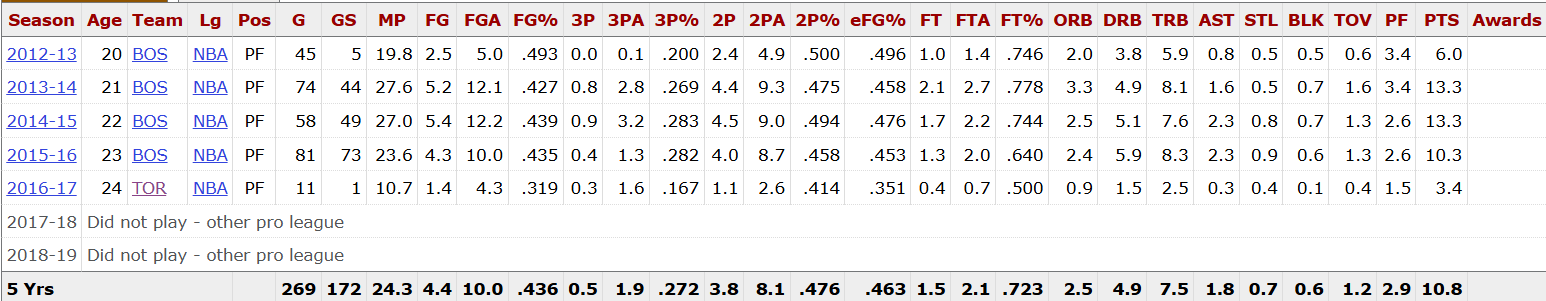 Season Age Team Lg Pos G GS MP FG FGA FG% 3P 3PA 3P% 2P 2PA 2P% eFG% FT FTA FT% ORB DRB TRB AST STL BLK TOV PF PTS Awards
2012-13 20 BOS NBA PF 45 5 19.8 2.5 5.0 .493 0.0 0.1 .200 2.4 4.9 .500 .496 1.0 1.4 .746 2.0 3.8 5.9 0.8 0.5 0.5 0.6 3.4 6.0
2013-14 21 BOS NBA PF 74 44 27.6 5.2 12.1 .427 0.8 2.8 .269 4.4 9.3 .475 .458 2.1 2.7 .778 3.3 4.9 8.1 1.6 0.5 0.7 1.6 3.4 13.3
2014-15 22 BOS NBA PF 58 49 27.0 5.4 12.2 .439 0.9 3.2 .283 4.5 9.0 .494 .476 1.7 2.2 .744 2.5 5.1 7.6 2.3 0.8 0.7 1.3 2.6 13.3
2015-16 23 BOS NBA PF 81 73 23.6 4.3 10.0 .435 0.4 1.3 .282 4.0 8.7 .458 .453 1.3 2.0 .640 2.4 5.9 8.3 2.3 0.9 0.6 1.3 2.6 10.3
2016-17 24 TOR NBA PF 11 1 10.7 1.4 4.3 .319 0.3 1.6 .167 1.1 2.6 .414 .351 0.4 0.7 .500 0.9 1.5 2.5 0.3 0.4 0.1 0.4 1.5 3.4
2017-18 Did not play - other pro league
2018-19 Did not play - other pro league
5 Yrs 269 172 24.3 4.4 10.0 .436 0.5 1.9 .272 3.8 8.1 .476 .463 1.5 2.1 .723 2.5 4.9 7.5 1.8 0.7 0.6 1.2 2.9 10.8